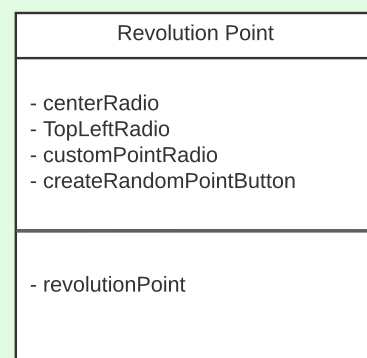 Revolution Point
- centerRadio
- TopLeftRadio
- customPointRadio
- createRandomPointButton
- revolutionPoint